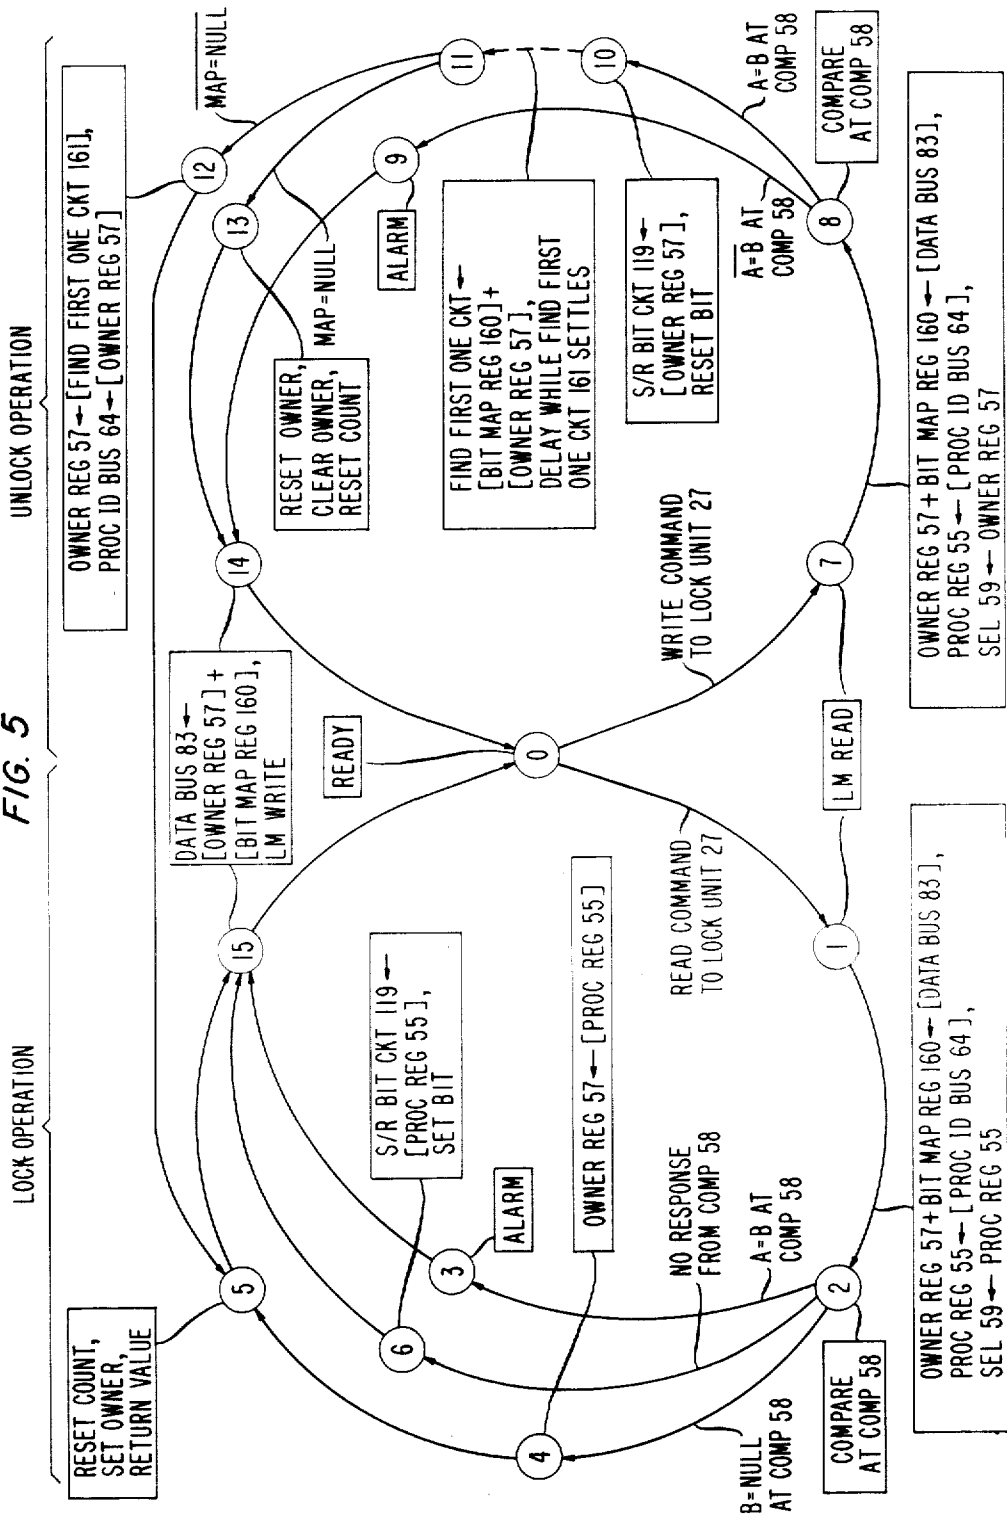 FIG. 5
LOCK OPERATION
UNLOCK OPERATION
RESET COUNT,
SET OWNER,
RETURN VALUE
5
15
DATA BUS 83←
[OWNER REG 57]+
[BIT MAP REG 160],
LM WRITE
14
OWNER REG 57←[FIND FIRST ONE CKT 161],
PROC ID BUS 64←[OWNER REG 57]
12
MAP=NULL
13
11
MAP=NULL
RESET OWNER,
CLEAR OWNER,
RESET COUNT
9
ALARM
6
S/R BIT CKT 119←
[PROC REG 55],
SET BIT
3
ALARM
READY
FIND FIRST ONE CKT←
[BIT MAP REG 160]+
[OWNER REG 57],
DELAY WHILE FIND FIRST
ONE CKT 161 SETTLES
10
4
OWNER REG 57←[PROC REG 55]
0
S/R BIT CKT 119←
[OWNER REG 57],
RESET BIT
NO RESPONSE
FROM COMP 58
A=B AT
COMP 58
READ COMMAND
TO LOCK UNIT 27
WRITE COMMAND
TO LOCK UNIT 27
A=B AT
COMP 58
A=B AT
COMP 58
B=NULL
AT COMP 58
2
COMPARE
AT COMP 58
1
LM READ
7
8
COMPARE
AT COMP 58
OWNER REG 57+BIT MAP REG 160←[DATA BUS 83],
PROC REG 55←[PROC ID BUS 64],
SEL 59←PROC REG 55
OWNER REG 57+BIT MAP REG 160←[DATA BUS 83],
PROC REG 55←[PROC ID BUS 64],
SEL 59←OWNER REG 57